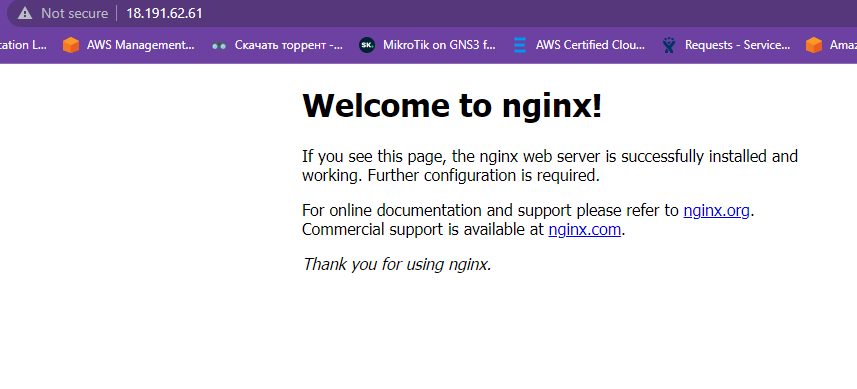 Not secure 18.191.62.61
ation L... AWS Management... Скачать торрент -... SK. MikroTik on GNS3 f... AWS Certified Clou... Requests - Service... Amaz
Welcome to nginx!
If you see this page, the nginx web server is successfully installed and
working. Further configuration is required.
For online documentation and support please refer to nginx.org.
Commercial support is available at nginx.com.
Thank you for using nginx.